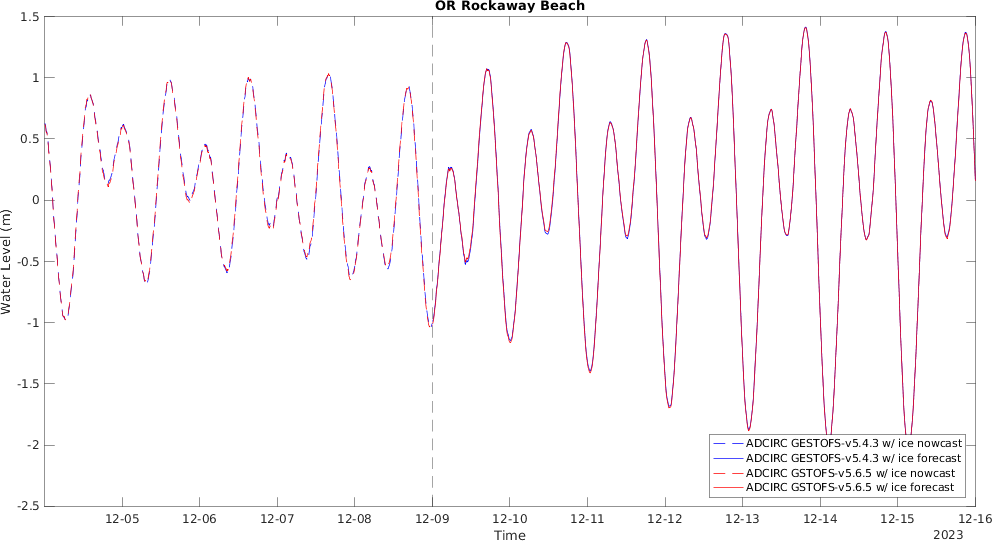 OR Rockaway Beach
1.5
1
0.5
0
-0.5
-1
-1.5
-2
-2.5
Water Level (m)
ADCIRC GESTOFS-v5.4.3 w/ ice nowcast
ADCIRC GESTOFS-v5.4.3 w/ ice forecast
ADCIRC GSTOFS-v5.6.5 w/ ice nowcast
ADCIRC GSTOFS-v5.6.5 w/ ice forecast
12-05 12-06 12-07 12-08 12-09 12-10 12-11 12-12 12-13 12-14 12-15 12-16
Time
2023